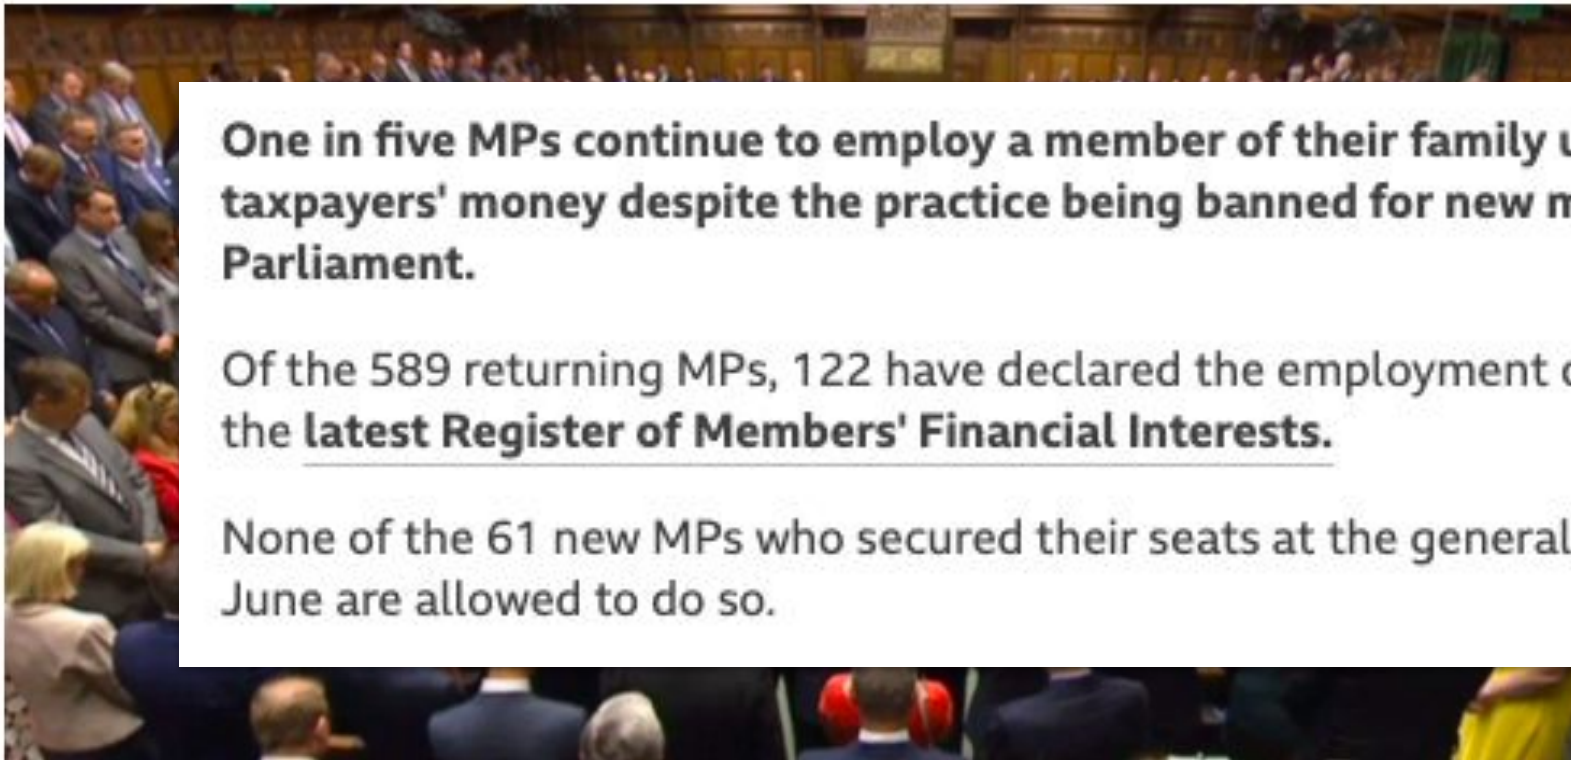 One in five MPs continue to employ a member of their family
taxpayers' money despite the practice being banned for new
Parliament.
Of the 589 returning MPs, 122 have declared the employment
the latest Register of Members' Financial Interests.
None of the 61 new MPs who secured their seats at the general
June are allowed to do so.